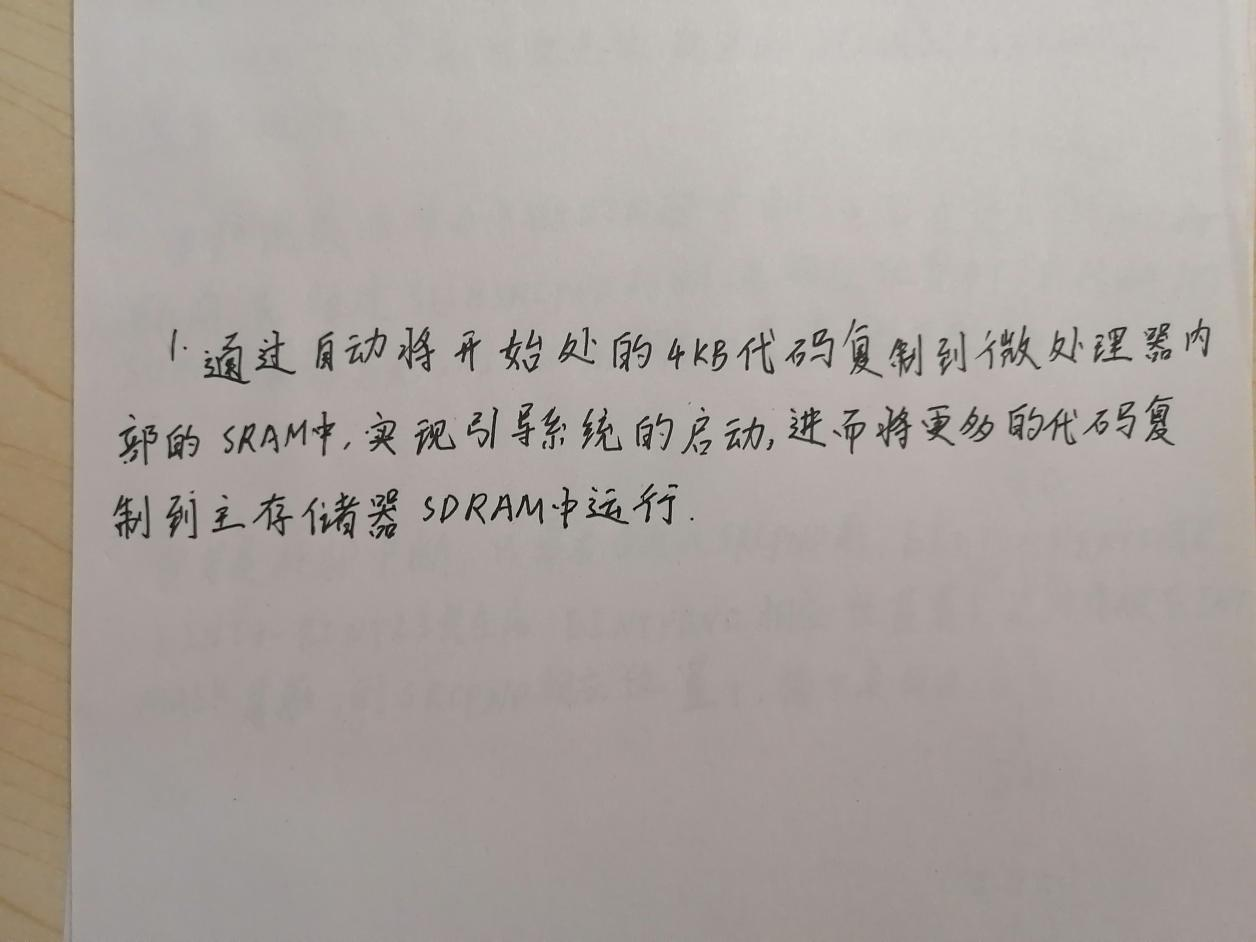 1. 通过自动将开始处的4KB代码复制到微处理器内
部的SRAM中,实现引导系统的启动,进而将更多的代码复
制到主存储器SDRAM中运行.